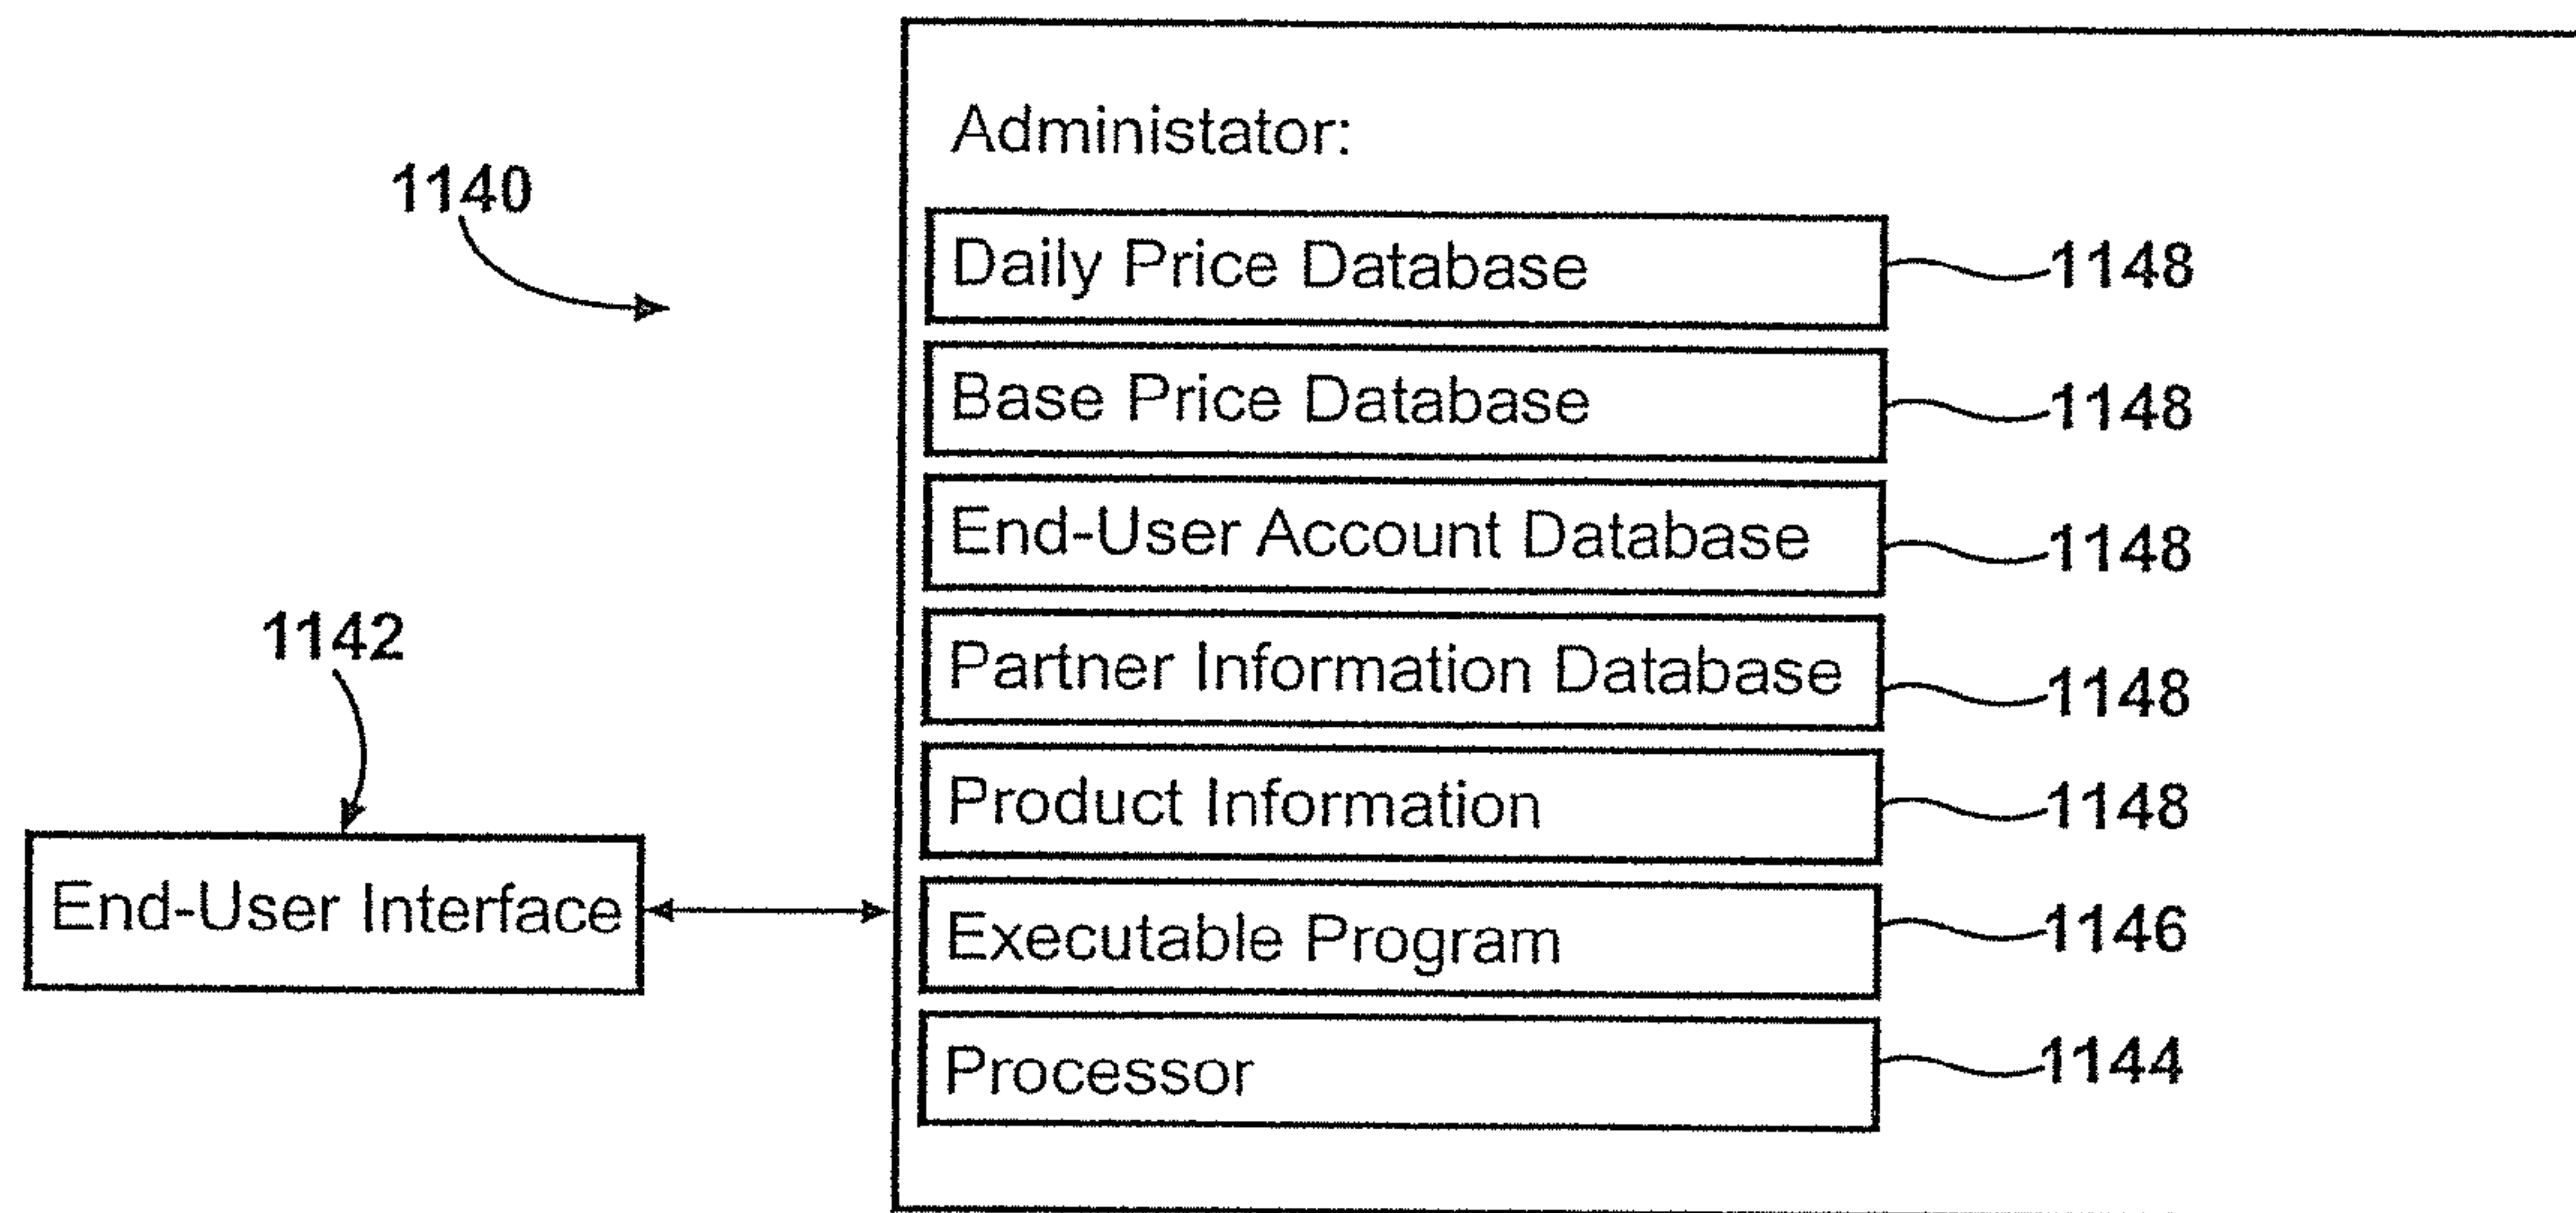 Administator:
1140
Daily Price Database
1148
Base Price Database
1148
End-User Account Database
1148
1142
Partner Information Database
1148
Product Information
1148
End-User Interface
Executable Program
1146
Processor
1144